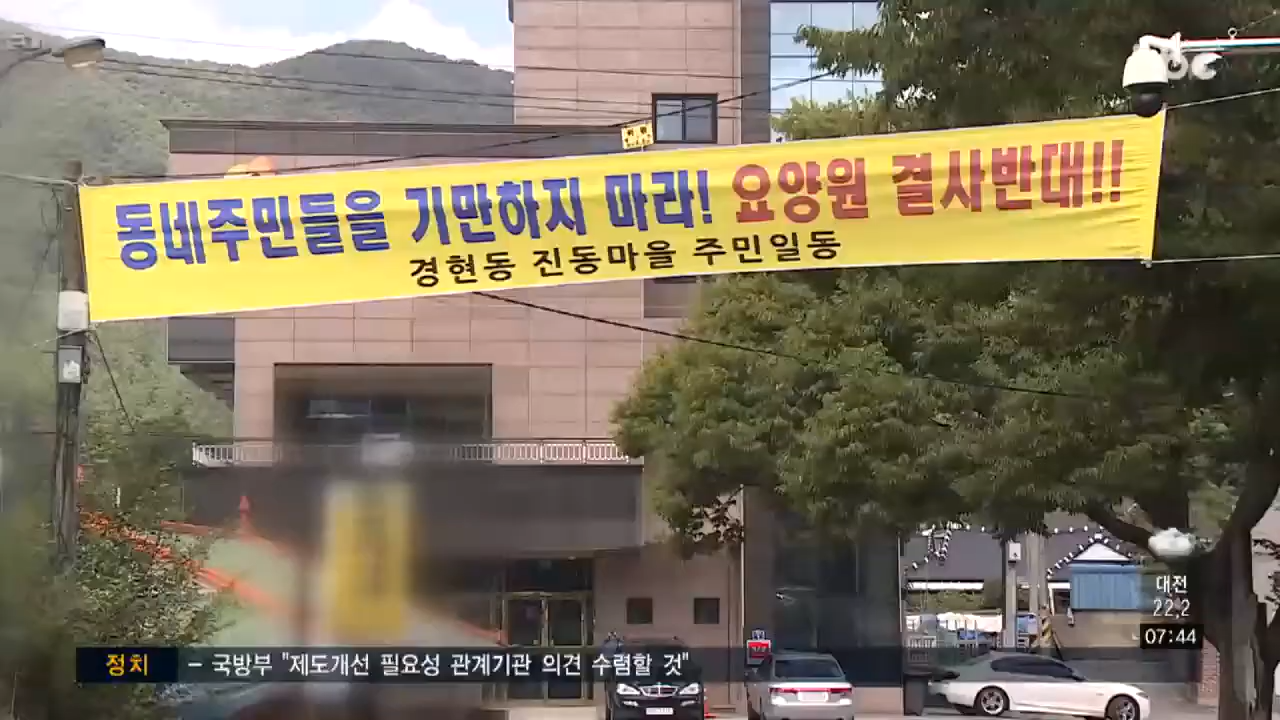 동네주민들을 기만하지 마라! 요양원 결사반대!!
경현동 진동마을 주민일동
대전
22.2
07:44
정치 – 국방부 "제도개선 필요성 관계기관 의견 수렴할 것"